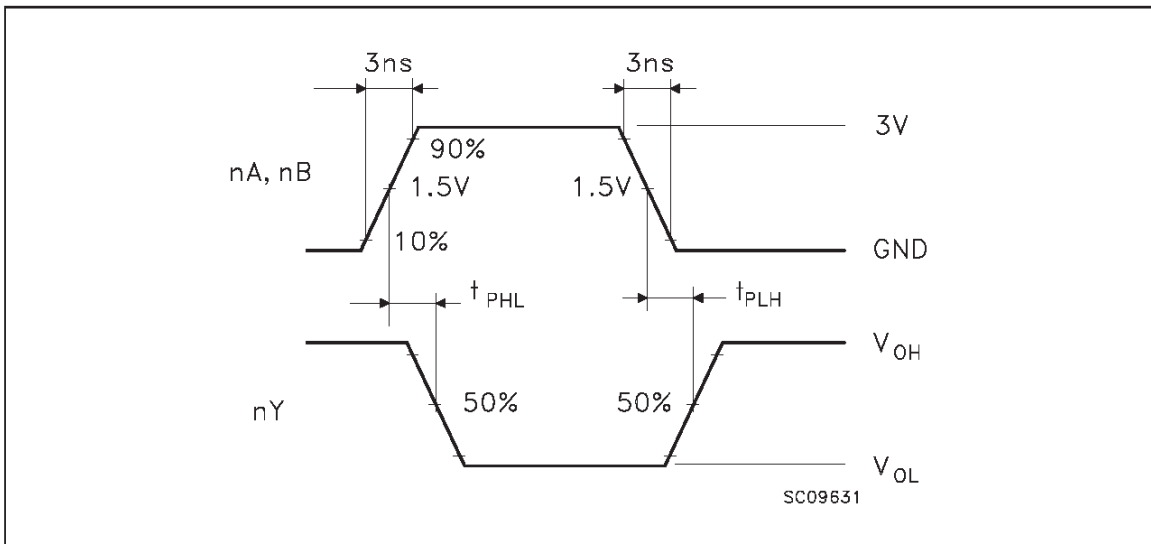 3ns 3ns
3V
90%
nA, nB 1.5V 1.5V
10% GND
t PHL tPLH
VOH
nY 50% 50%
VOL
SC09631